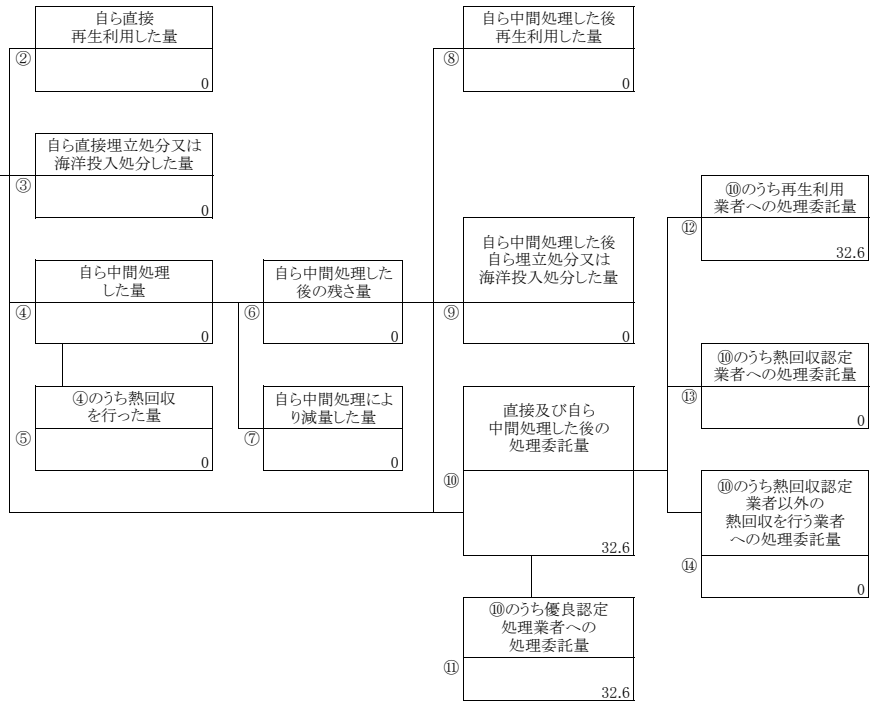 自ら直接
再生利用した量
②
0
自ら直接埋立処分又は
海洋投入処分した量
③
0
自ら中間処理
した量
④
0
④のうち熱回収
を行った量
⑤
0
自ら中間処理した
後の残さ量
⑥
0
自ら中間処理によ
り減量した量
⑦
0
自ら中間処理した後
再生利用した量
⑧
0
自ら中間処理した後
自ら埋立処分又は
海洋投入処分した量
⑨
0
直接及び自ら
中間処理した後の
処理委託量
⑩
32.6
⑩のうち優良認定
処理業者への
処理委託量
⑪
32.6
⑩のうち再生利用
業者への処理委託量
⑫
32.6
⑩のうち熱回収認定
業者への処理委託量
⑬
0
⑩のうち熱回収認定
業者以外の
熱回収を行う業者
への処理委託量
⑭
0